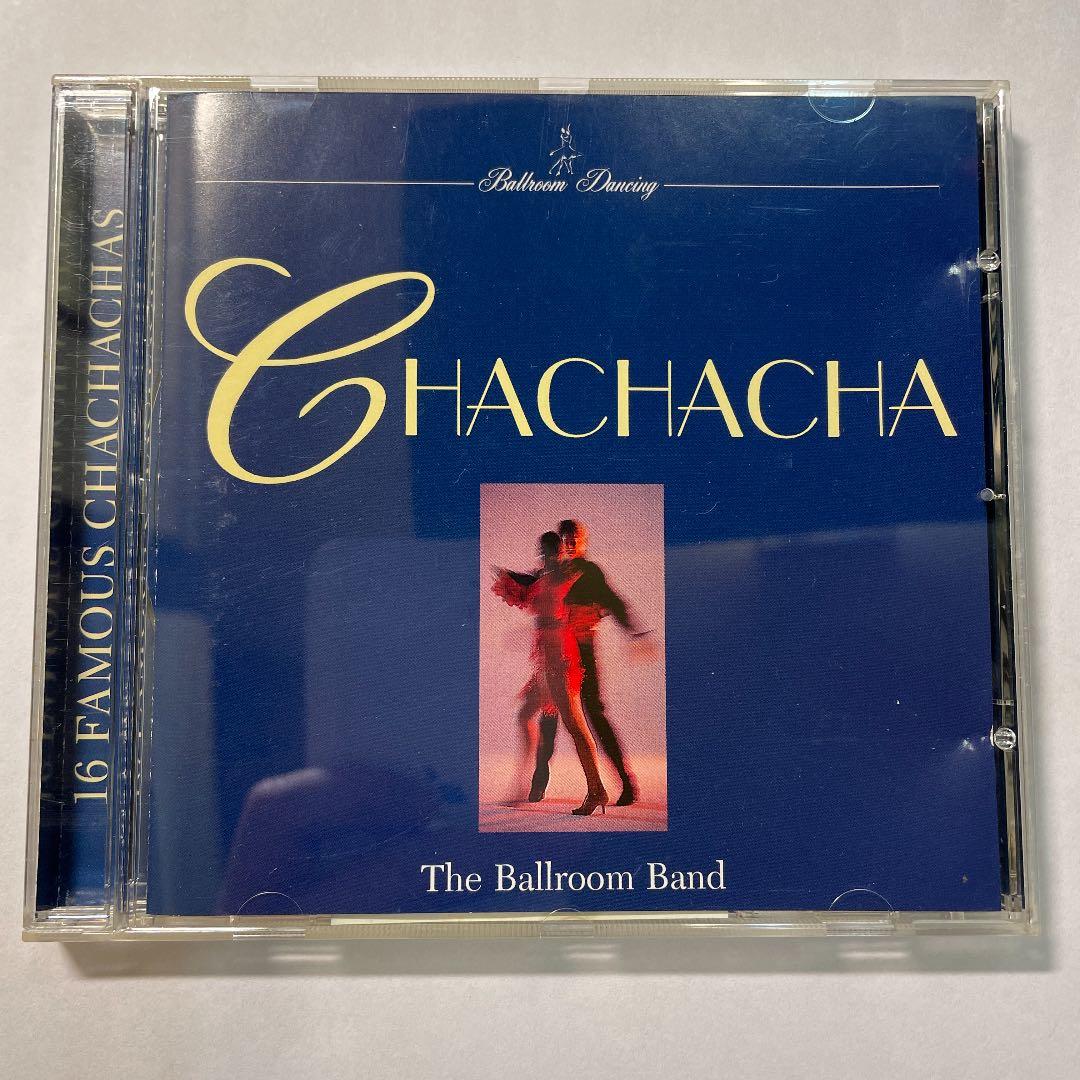 Ballroom Dancing
CHACHACHA
The Ballroom Band
16 FAMOUS CHACHACHAS